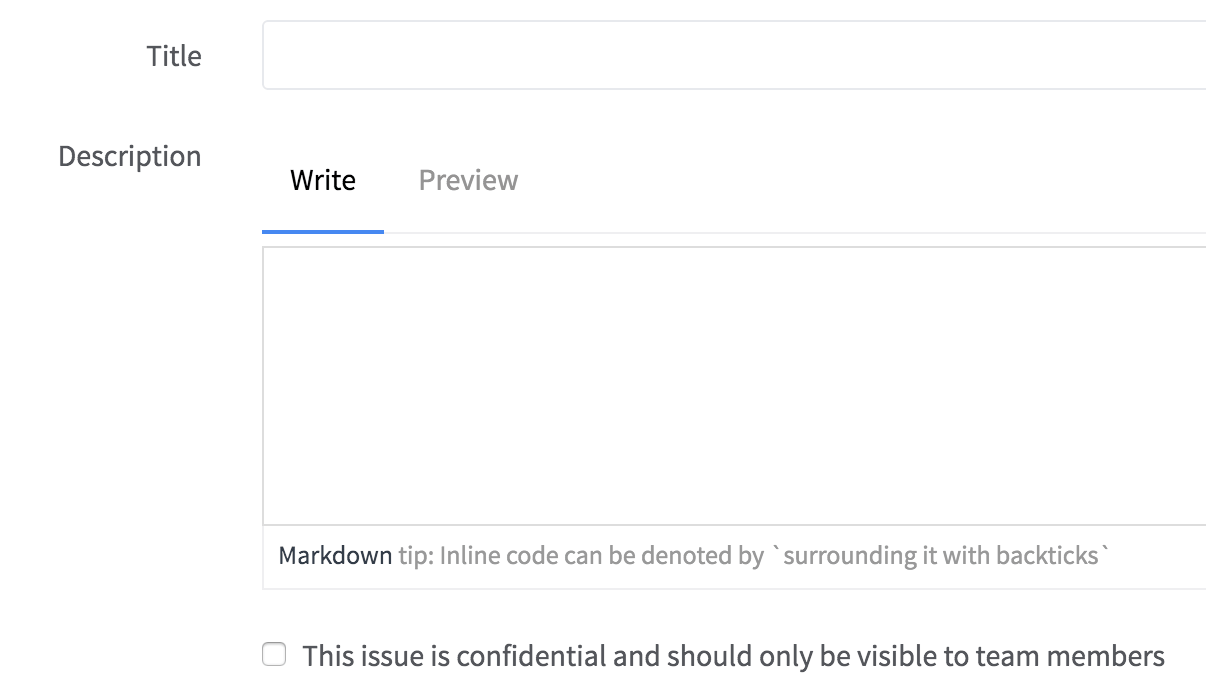 Title
Description
Write Preview
Markdown tip: Inline code can be denoted by `surrounding it with backticks`
This issue is confidential and should only be visible to team members